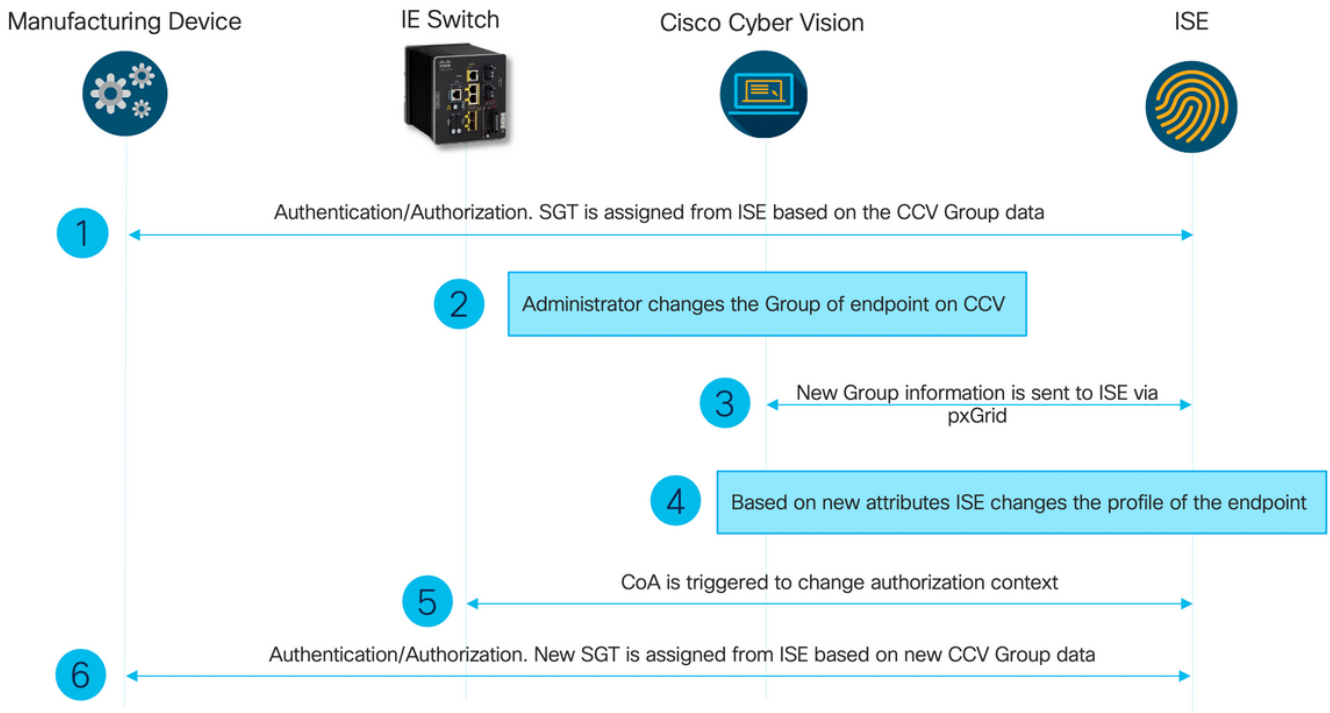 Manufacturing Device
IE Switch
Cisco Cyber Vision
ISE
1
Authentication/Authorization. SGT is assigned from ISE based on the CCV Group data
2
Administrator changes the Group of endpoint on CCV
3
New Group information is sent to ISE via
pxGrid
4
Based on new attributes ISE changes the profile of the endpoint
5
CoA is triggered to change authorization context
6
Authentication/Authorization. New SGT is assigned from ISE based on new CCV Group data